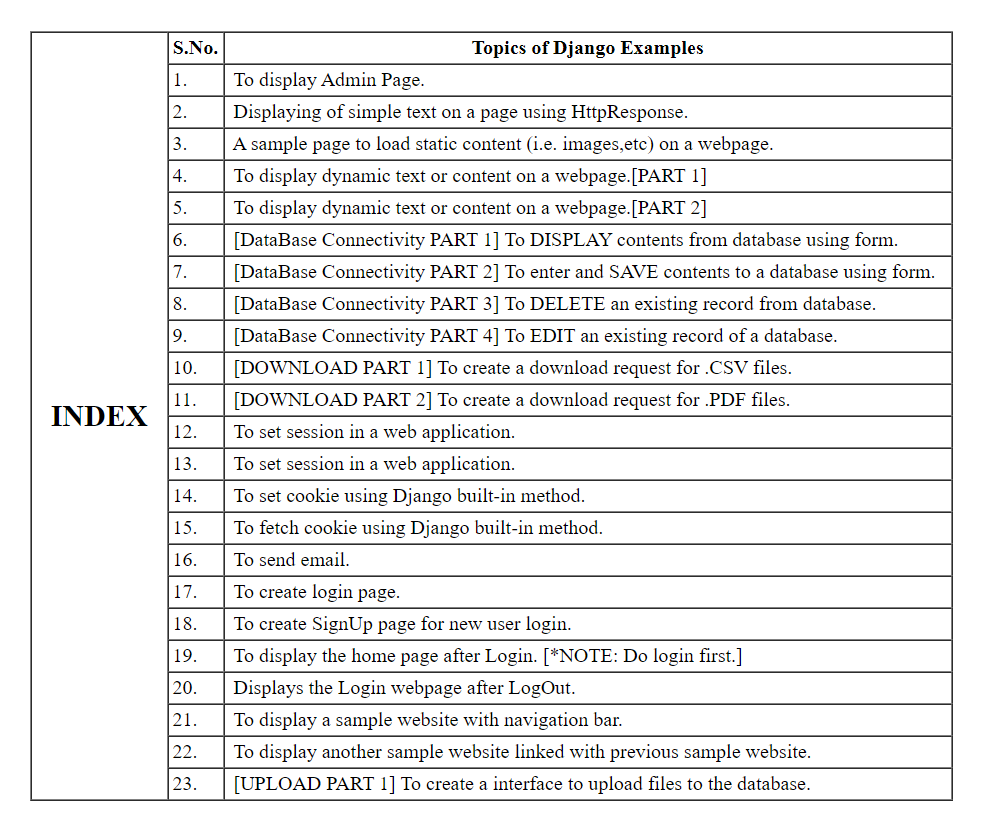 S.No. Topics of Django Examples
1. To display Admin Page.
2. Displaying of simple text on a page using HttpResponse.
3. A sample page to load static content (i.e. images,etc) on a webpage.
4. To display dynamic text or content on a webpage.[PART 1]
5. To display dynamic text or content on a webpage.[PART 2]
6. [DataBase Connectivity PART 1] To DISPLAY contents from database using form.
7. [DataBase Connectivity PART 2] To enter and SAVE contents to a database using form.
8. [DataBase Connectivity PART 3] To DELETE an existing record from database.
9. [DataBase Connectivity PART 4] To EDIT an existing record of a database.
10. [DOWNLOAD PART 1] To create a download request for .CSV files.
11. [DOWNLOAD PART 2] To create a download request for .PDF files.
INDEX
12. To set session in a web application.
13. To set session in a web application.
14. To set cookie using Django built-in method.
15. To fetch cookie using Django built-in method.
16. To send email.
17. To create login page.
18. To create SignUp page for new user login.
19. To display the home page after Login. [*NOTE: Do login first.]
20. Displays the Login webpage after LogOut.
21. To display a sample website with navigation bar.
22. To display another sample website linked with previous sample website.
23. [UPLOAD PART 1] To create a interface to upload files to the database.